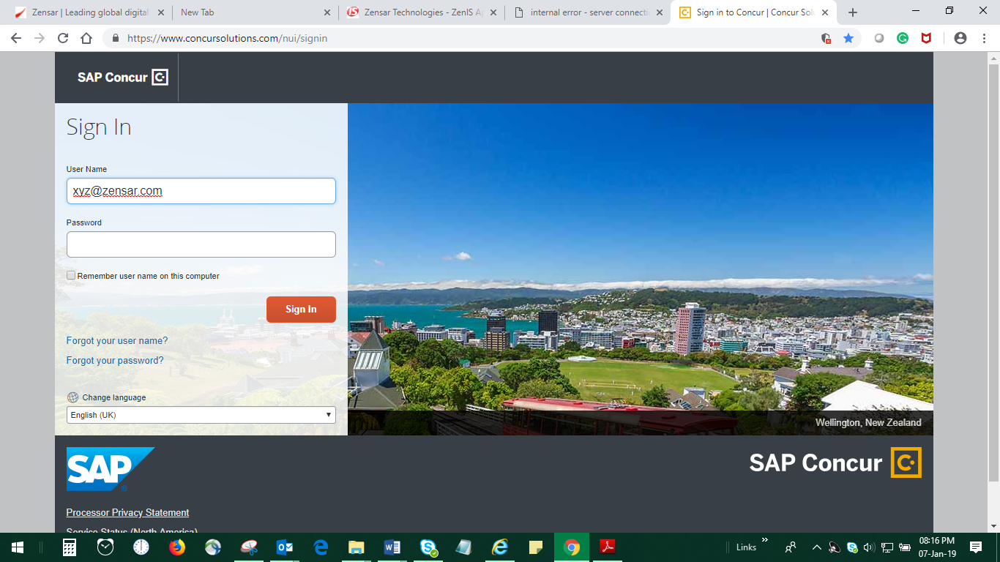 Zensar | Leading global digital
New Tab
Zensar Technologies - ZenIS Ap
internal error - server connecti
Sign in to Concur | Concur Solu
https://www.concursolutions.com/nui/signin
SAP Concur
Sign In
User Name
xyz@zensar.com
Password
Remember user name on this computer
Sign In
Forgot your user name?
Forgot your password?
Change language
English (UK)
Wellington, New Zealand
SAP
SAP Concur
Processor Privacy Statement
Service Status (North America)
Links
08:16 PM
07-Jan-19